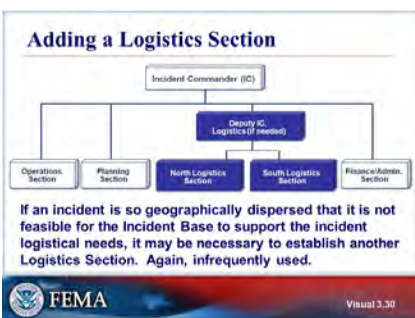 Adding a Logistics Section
Incident Commander (IC)
Deputy IC,
Logistics (if needed)
Operations
Section
Planning
Section
North Logistics
Section
South Logistics
Section
Finance/Admin.
Section
If an incident is so geographically dispersed that it is not
feasible for the Incident Base to support the incident
logistical needs, it may be necessary to establish another
Logistics Section. Again, infrequently used.
FEMA
Visual 3.30